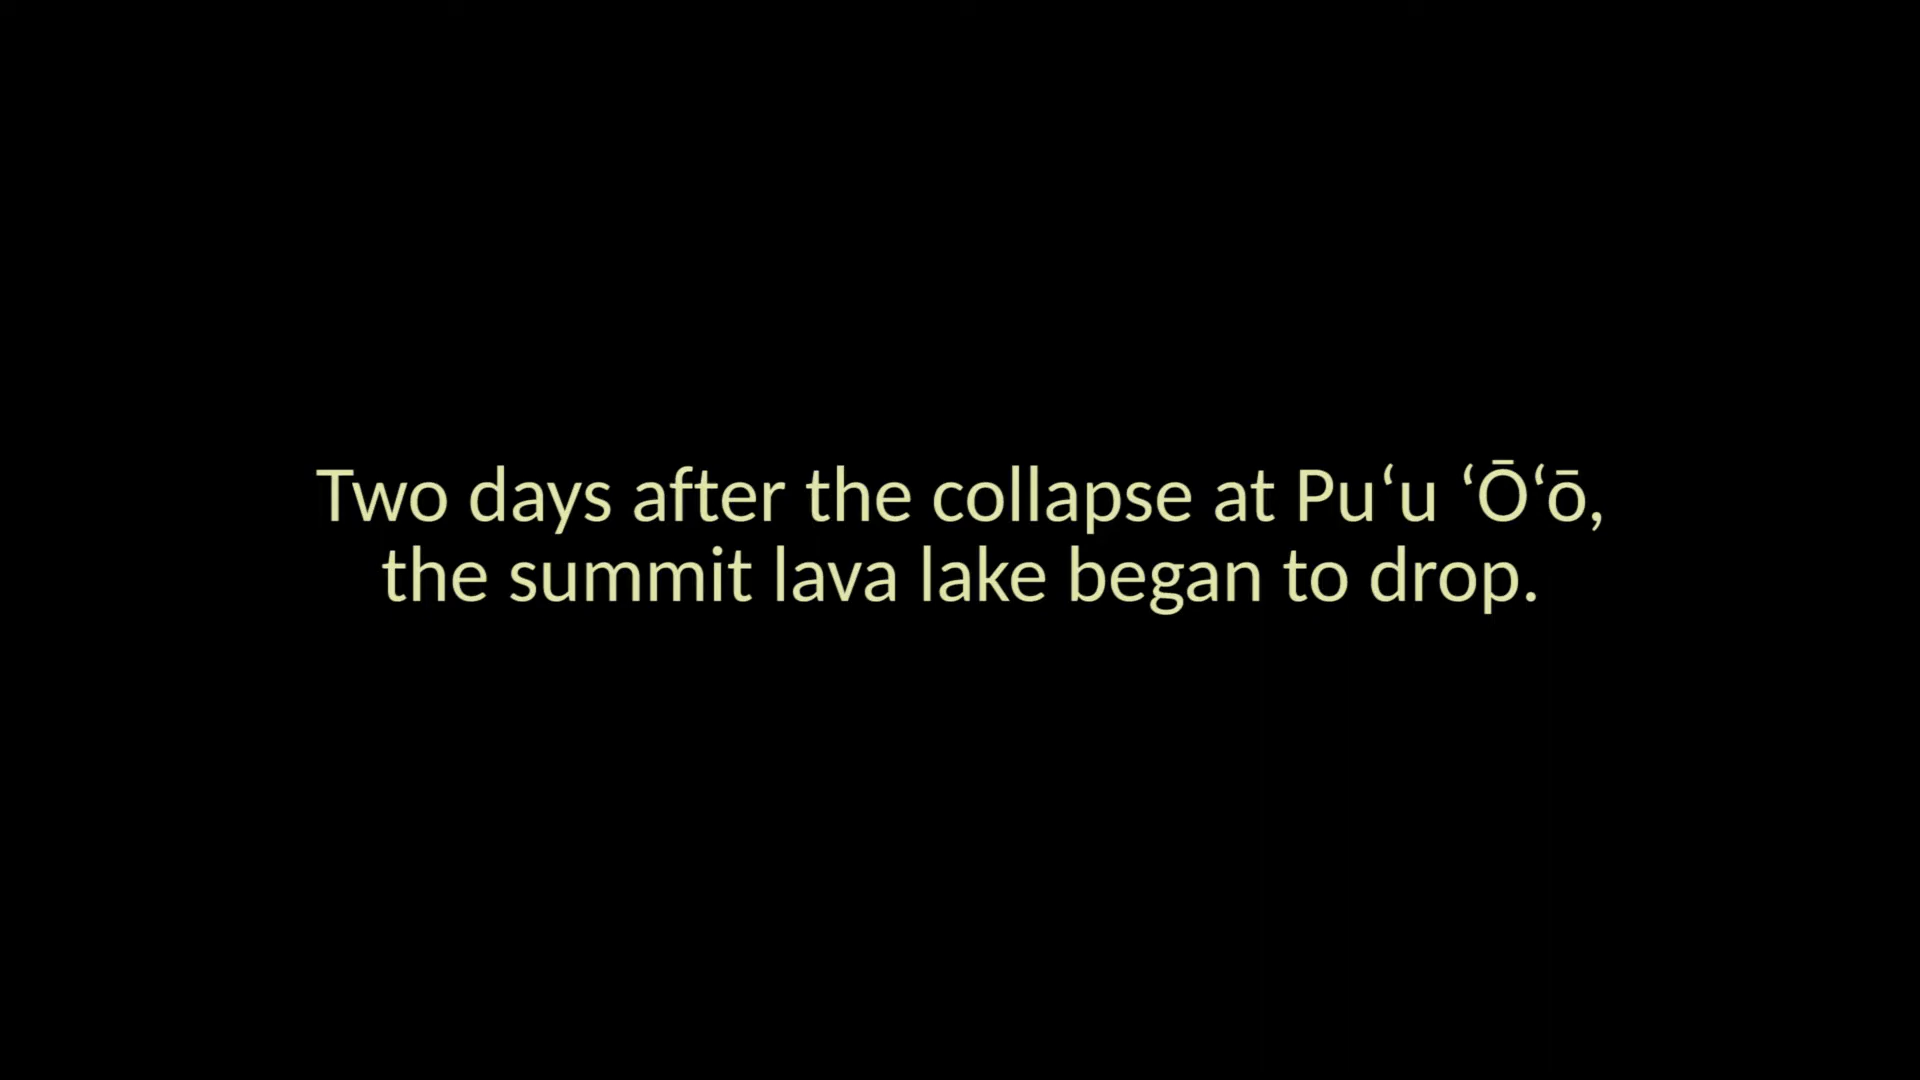 Two days after the collapse at Puʻu ʻŌʻō,
the summit lava lake began to drop.